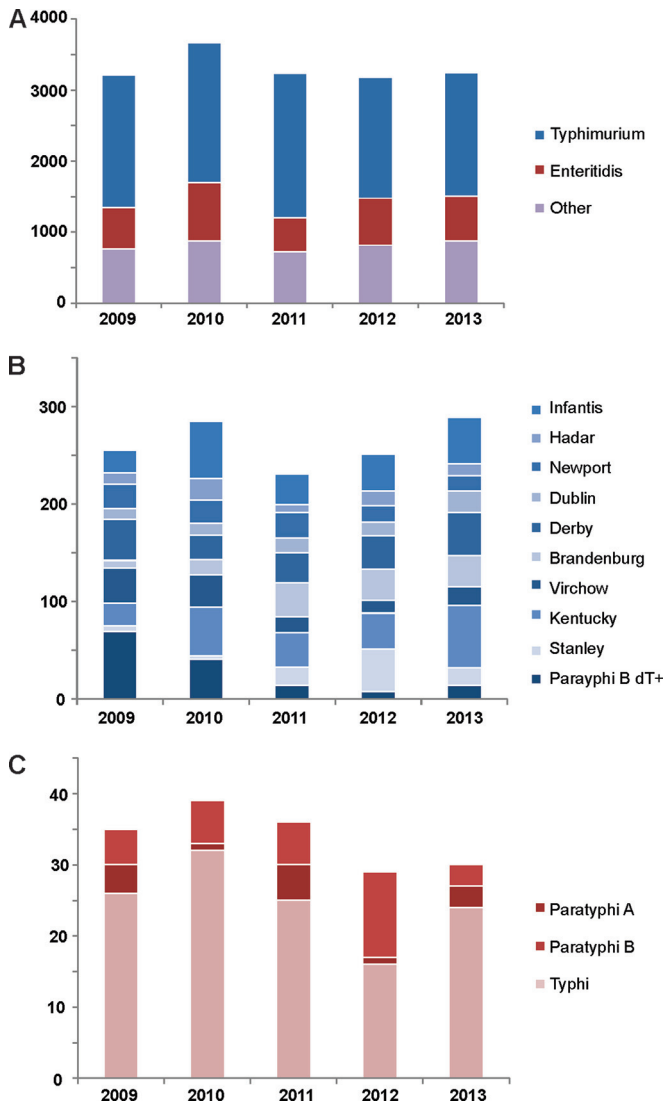 A
4000
3000
2000
1000
0
2009 2010 2011 2012 2013
Typhimurium
Enteritidis
Other
B
300
200
100
0
2009 2010 2011 2012 2013
Infantis
Hadar
Newport
Dublin
Derby
Brandenburg
Virchow
Kentucky
Stanley
Parayphi B dT+
C
40
30
20
10
0
2009 2010 2011 2012 2013
Paratyphi A
Paratyphi B
Typhi